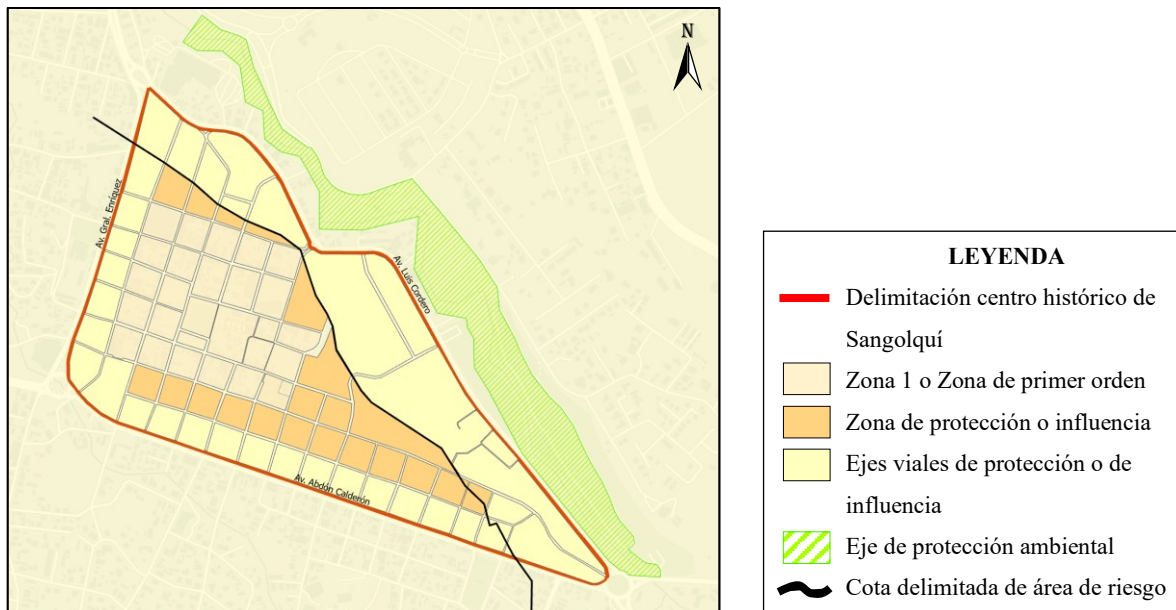 N
Av. Gral. Enríquez
Av. Luis Cordero
Av. Abdón Calderón
LEYENDA
Delimitación centro histórico de
Sangolquí
Zona 1 o Zona de primer orden
Zona de protección o influencia
Ejes viales de protección o de
influencia
Eje de protección ambiental
Cota delimitada de área de riesgo